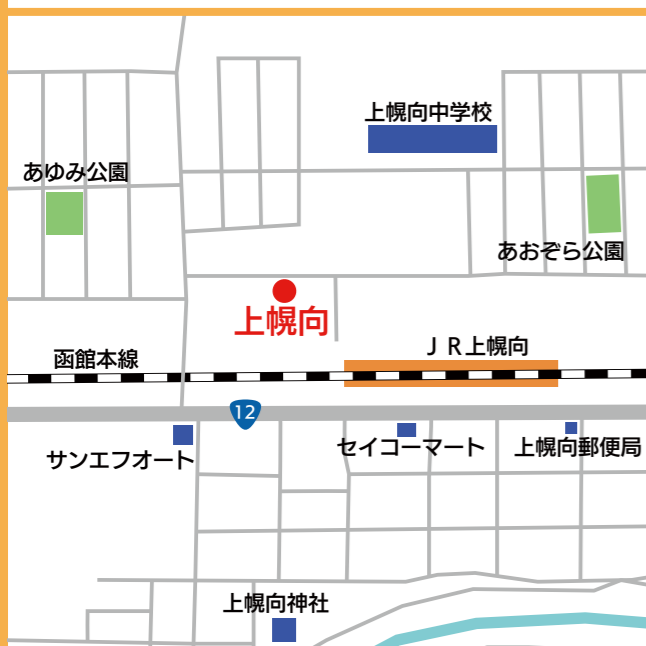 上幌向中学校
あゆみ公園
あおぞら公園
上幌向
JR上幌向
函館本線
12
セイコーマート
上幌向郵便局
サンエフオート
上幌向神社